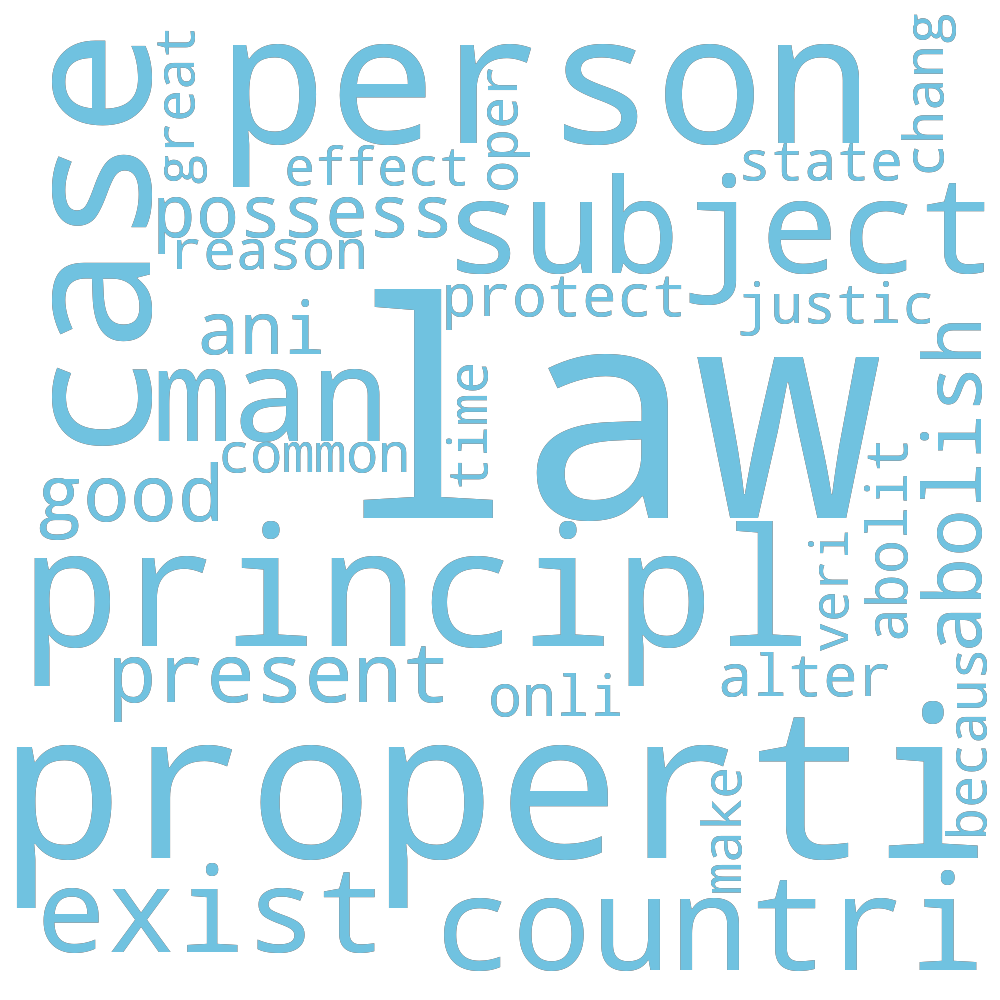 case
great
person
oper
chang
effect
state
possess
subject
reason
protect
justic
ani
law
man
time
common
good
abolish
abolit
principl
veri
present
onli
alter
becaus
properti
make
exist
countri